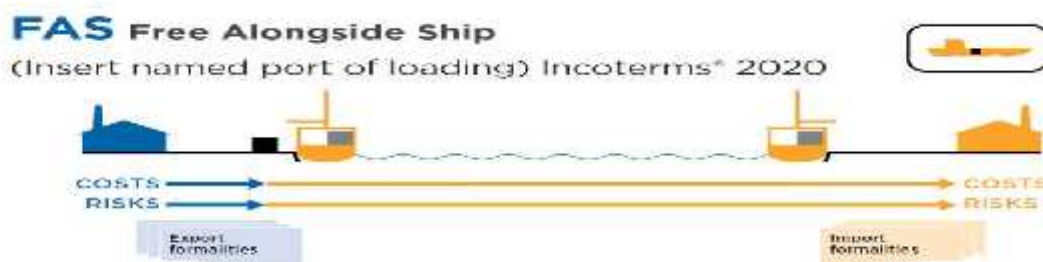 FAS Free Alongside Ship
(Insert named port of loading) Incoterms® 2020
COSTS COSTS
RISKS RISKS
Export
formalities
Import
formalities